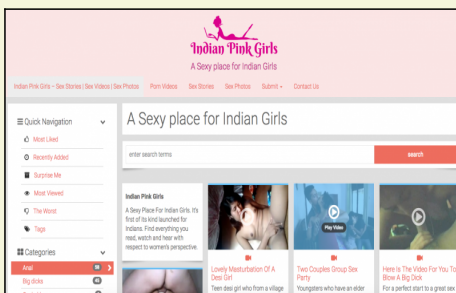 Indian Pink Girls
A Sexy place for Indian Girls
Indian Pink Girls – Sex Stories | Sex Videos | Sex Photos
Porn Videos
Sex Stories
Sex Photos
Submit
Contact Us
Quick Navigation
Most Liked
Recently Added
Surprise Me
Most Viewed
The Worst
Tags
Categories
Anal
Big dicks
A Sexy place for Indian Girls
enter search terms
search
Indian Pink Girls
A Sexy Place For Indian Girls. It's
first of its kind launched for
Indians. Find everything you
read, watch and hear with
respect to women's perspective.
Lovely Masturbation Of A
Desi Girl
Teen desi girl who from a village
Play Video
Two Couples Group Sex
Party
Youngsters who have an elder
Here Is The Video For You To
Blow A Big Dick
For a perfect start to a great sex